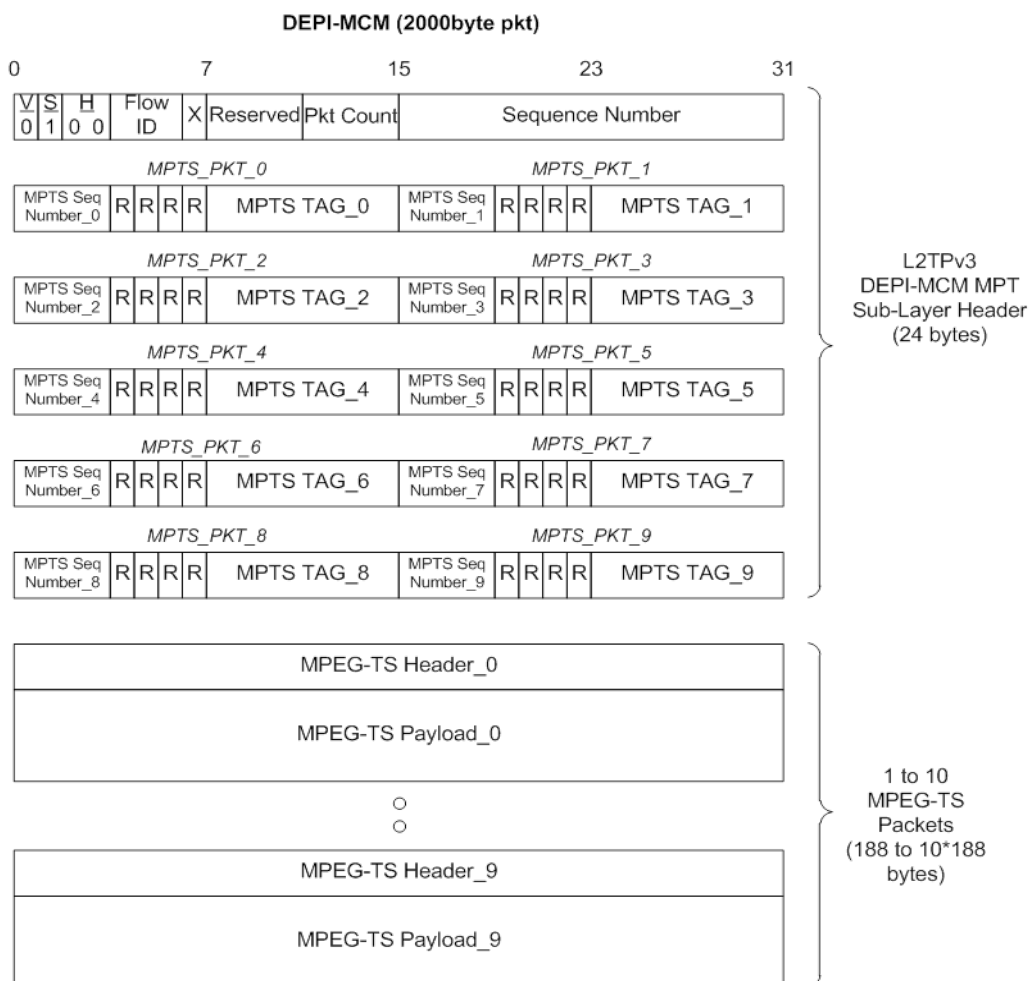 DEPI-MCM (2000byte pkt)
0 7 15 23 31
V S H Flow ID X Reserved Pkt Count Sequence Number
0 1 0 0
MPTS_PKT_0 MPTS_PKT_1
MPTS Seq Number_0 R R R R MPTS TAG_0 MPTS Seq Number_1 R R R R MPTS TAG_1
MPTS_PKT_2 MPTS_PKT_3
MPTS Seq Number_2 R R R R MPTS TAG_2 MPTS Seq Number_3 R R R R MPTS TAG_3
MPTS_PKT_4 MPTS_PKT_5
MPTS Seq Number_4 R R R R MPTS TAG_4 MPTS Seq Number_5 R R R R MPTS TAG_5
MPTS_PKT_6 MPTS_PKT_7
MPTS Seq Number_6 R R R R MPTS TAG_6 MPTS Seq Number_7 R R R R MPTS TAG_7
MPTS_PKT_8 MPTS_PKT_9
MPTS Seq Number_8 R R R R MPTS TAG_8 MPTS Seq Number_9 R R R R MPTS TAG_9
L2TPv3
DEPI-MCM MPT
Sub-Layer Header
(24 bytes)
MPEG-TS Header_0
MPEG-TS Payload_0
MPEG-TS Header_9
MPEG-TS Payload_9
1 to 10
MPEG-TS
Packets
(188 to 10*188
bytes)